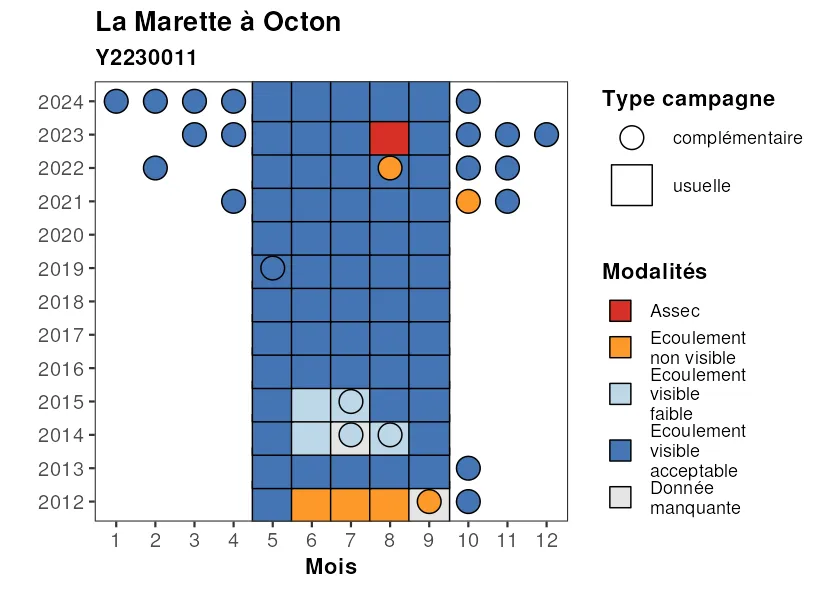 La Marette à Octon
Y2230011
2024
2023
2022
2021
2020
2019
2018
2017
2016
2015
2014
2013
2012
1 2 3 4 5 6 7 8 9 10 11 12
Mois
Type campagne
complémentaire
usuelle
Modalités
Assec
Ecoulement
non visible
Ecoulement
visible
faible
Ecoulement
visible
acceptable
Donnée
manquante